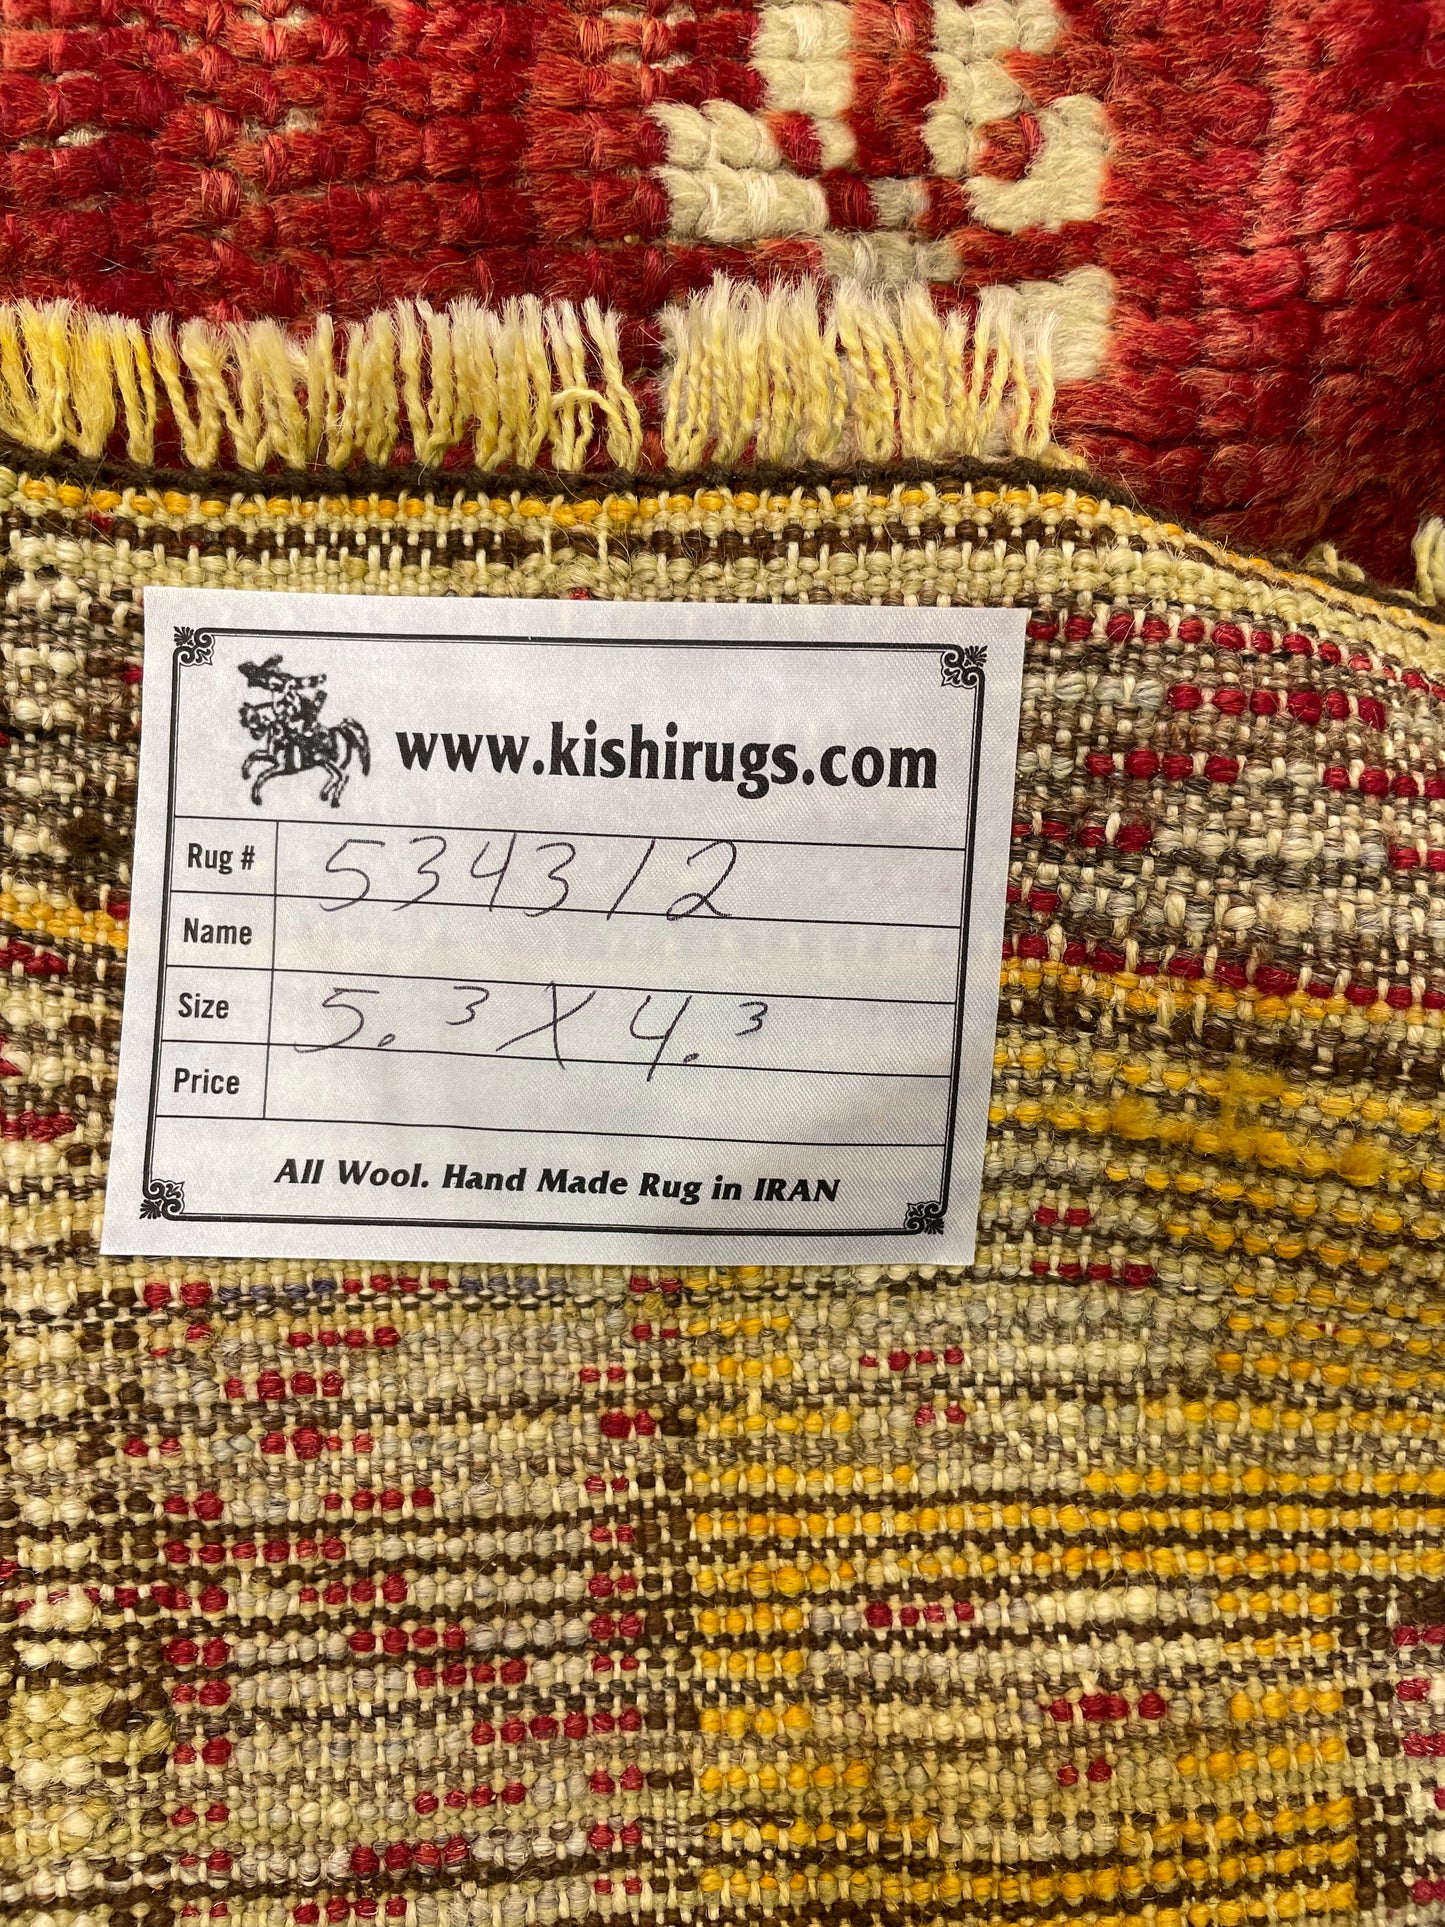 www.kishirugs.com
Rug # 534312
Name
Size 5.3 X 4.3
Price
All Wool. Hand Made Rug in IRAN